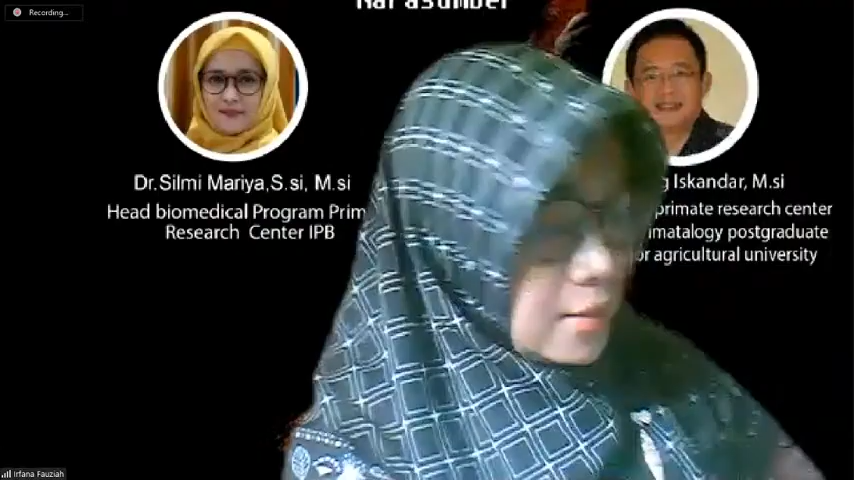 Recording...
Narasumber
Dr.Silmi Mariya,S.si, M.si
Head biomedical Program Prim
Research Center IPB
g Iskandar, M.si
primate research center
matalogy postgraduate
or agricultural university
Irfana Fauziah